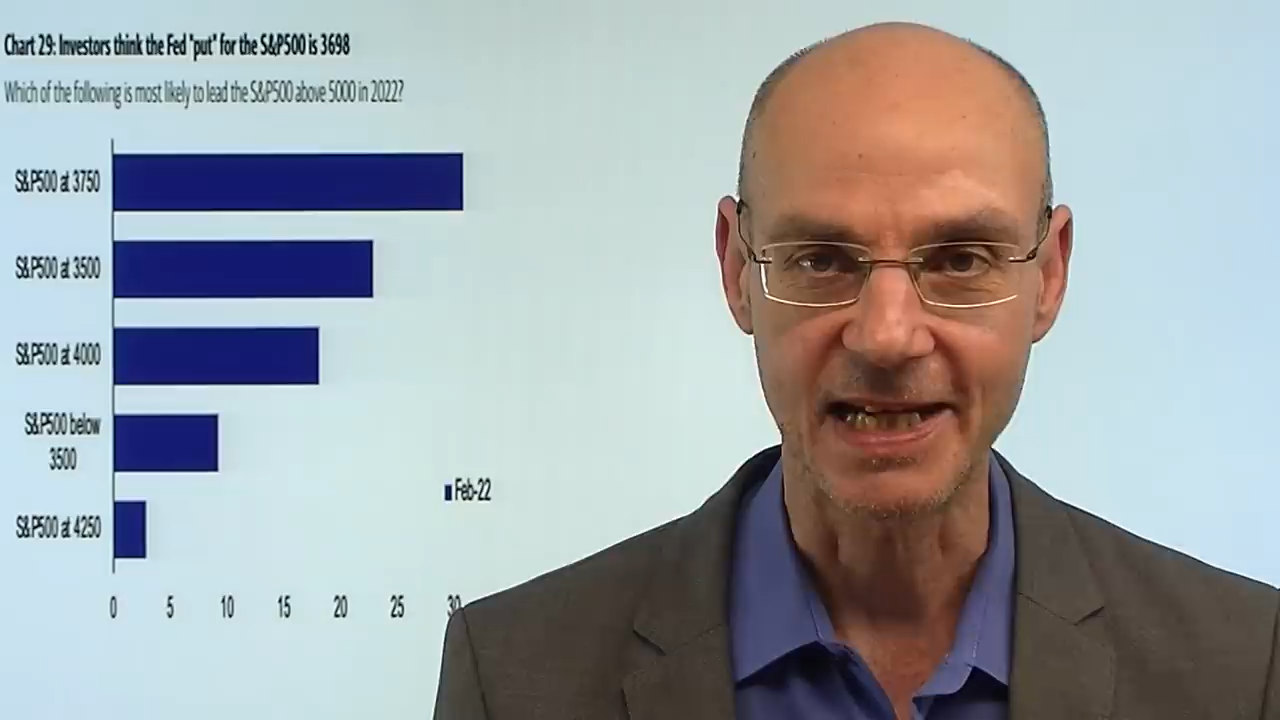 Chart 29: Investors think the Fed "put" for the S&P500 is 3698
Which of the following is most likely to lead the S&P500 above 5000 in 2022?
S&P500 at 3750
S&P500 at 3500
S&P500 at 4000
S&P500 below
3500
S&P500 at 4250
Feb-22
0 5 10 15 20 25 30